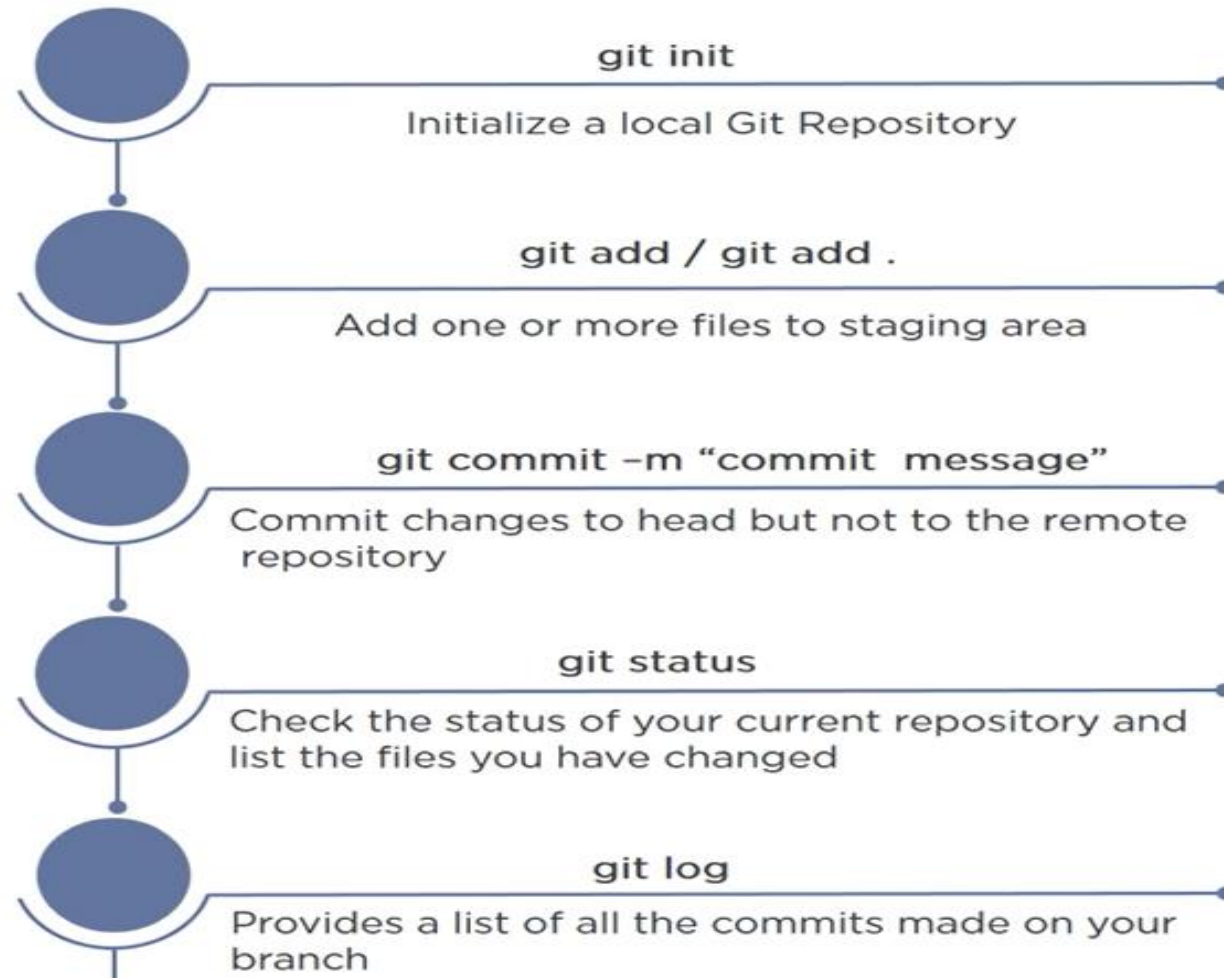 git init
Initialize a local Git Repository
git add / git add .
Add one or more files to staging area
git commit –m “commit  message”
Commit changes to head but not to the remote
repository
git status
Check the status of your current repository and
list the files you have changed
git log
Provides a list of all the commits made on your
branch